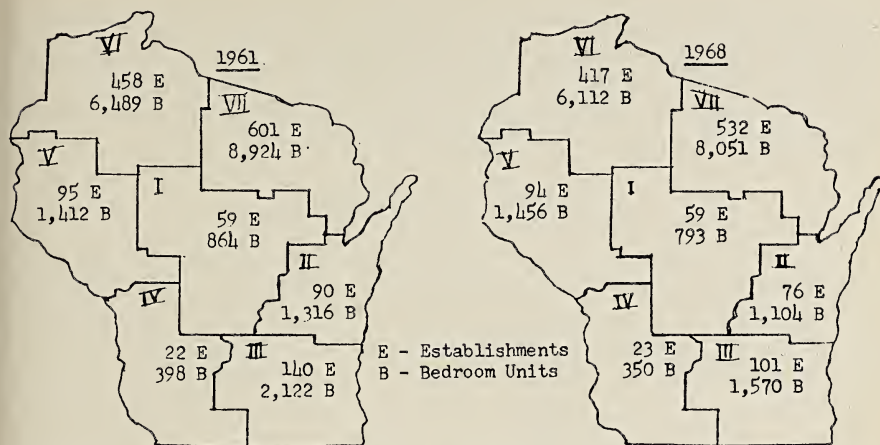 1961
VI
458 E
6,489 B
VII
601 E
8,924 B
V
95 E
1,412 B
I
59 E
864 B
II
90 E
1,316 B
IV
22 E
398 B
III
140 E
2,122 B
E - Establishments
B - Bedroom Units
1968
VI
417 E
6,112 B
VII
532 E
8,051 B
V
94 E
1,456 B
I
59 E
793 B
II
76 E
1,104 B
IV
23 E
350 B
III
101 E
1,570 B